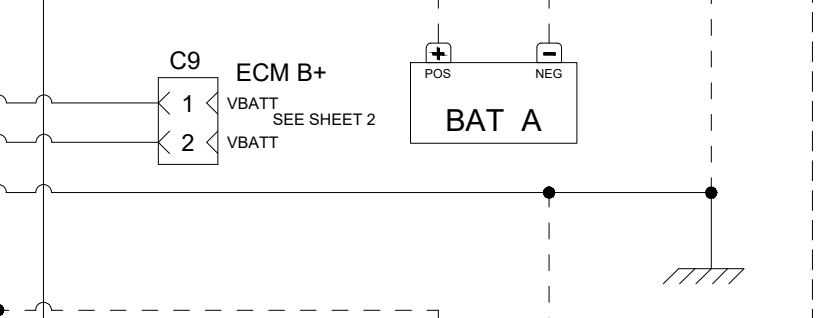 C9
ECM B+
1
VBATT
SEE SHEET 2
2
VBATT
+
-
POS
NEG
BAT A